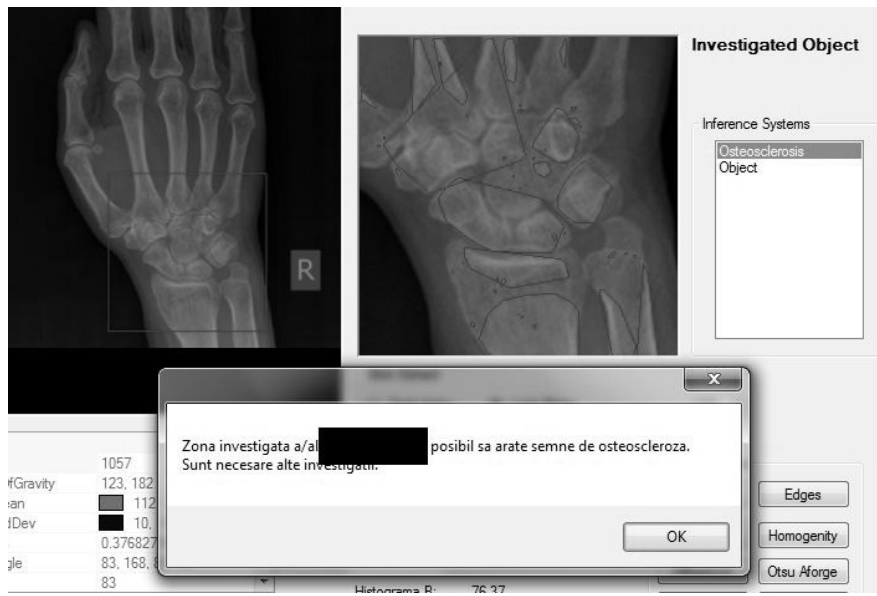 Investigated Object
R
Inference Systems
Osteosclerosis
Object
Zona investigata a/al posibil sa arate semne de osteoscleroza.
Sunt necesare alte investigatii.
OK
1057
fGravity 123, 182
ean 112
dDev 10,
0.376827
gle 83, 168,
83
Histograma R: 76.37
Edges
Homogenity
Otsu Aforge